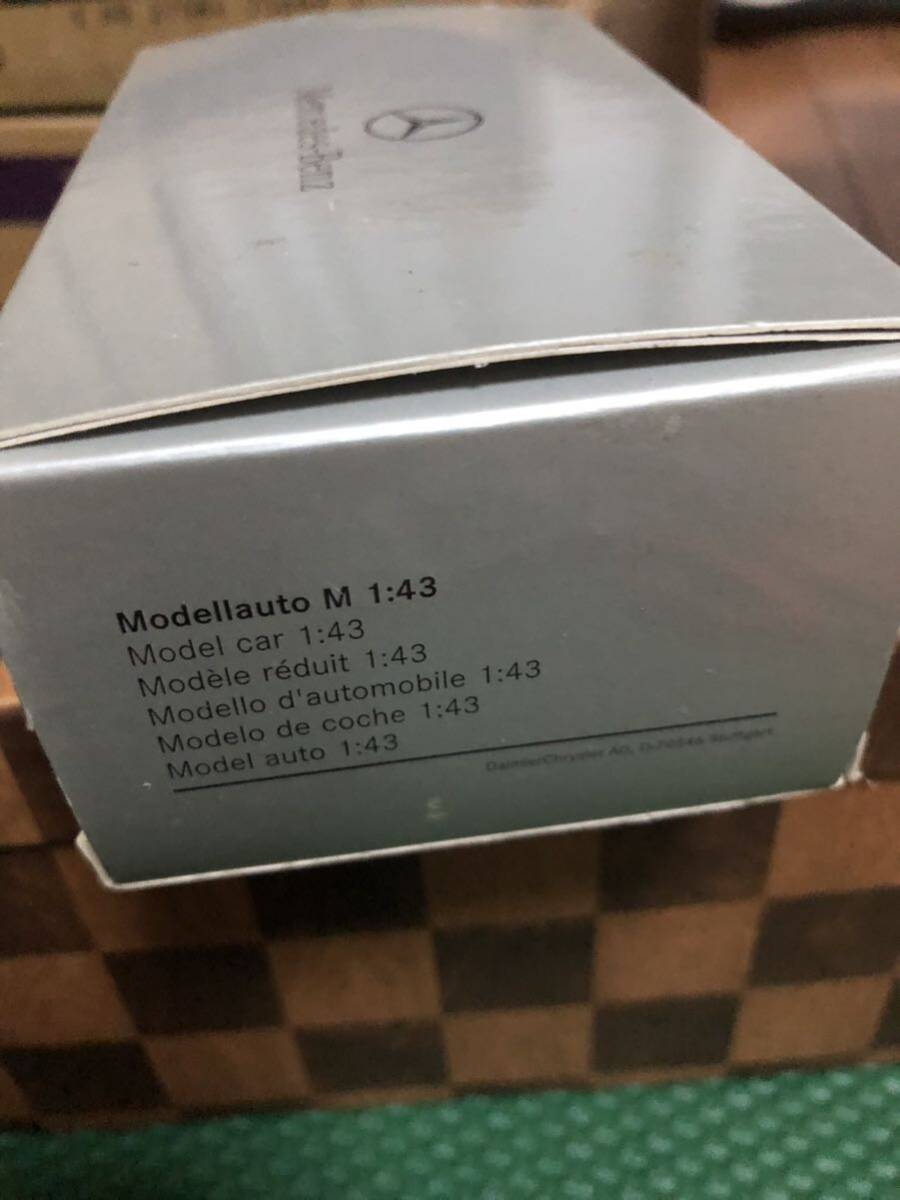 Mercedes-Benz
Modellauto M 1:43
Model car 1:43
Modèle réduit 1:43
Modello d'automobile 1:43
Modelo de coche 1:43
Model auto 1:43
DaimlerChrysler AG, D-70546 Stuttgart